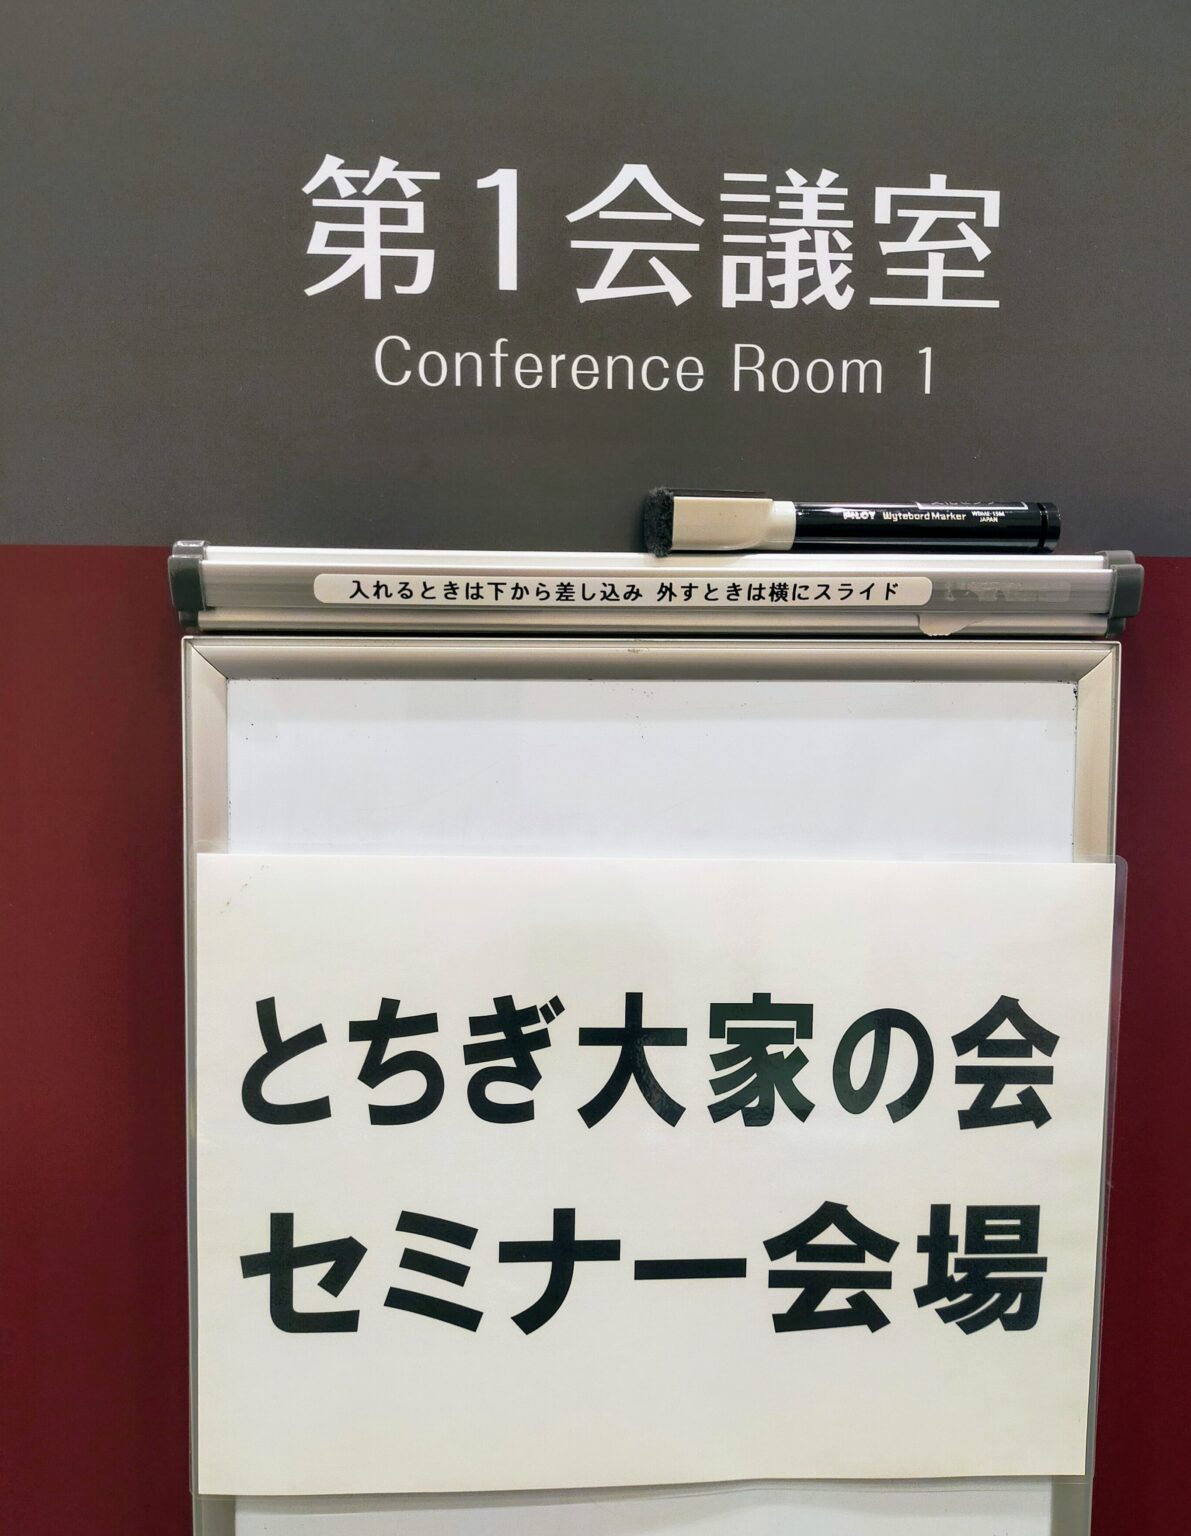 第1会議室
Conference Room 1
PILOT Wytebord Marker
JAPAN
入れるときは下から差し込み 外すときは横にスライド
とちぎ大家の会
セミナー会場